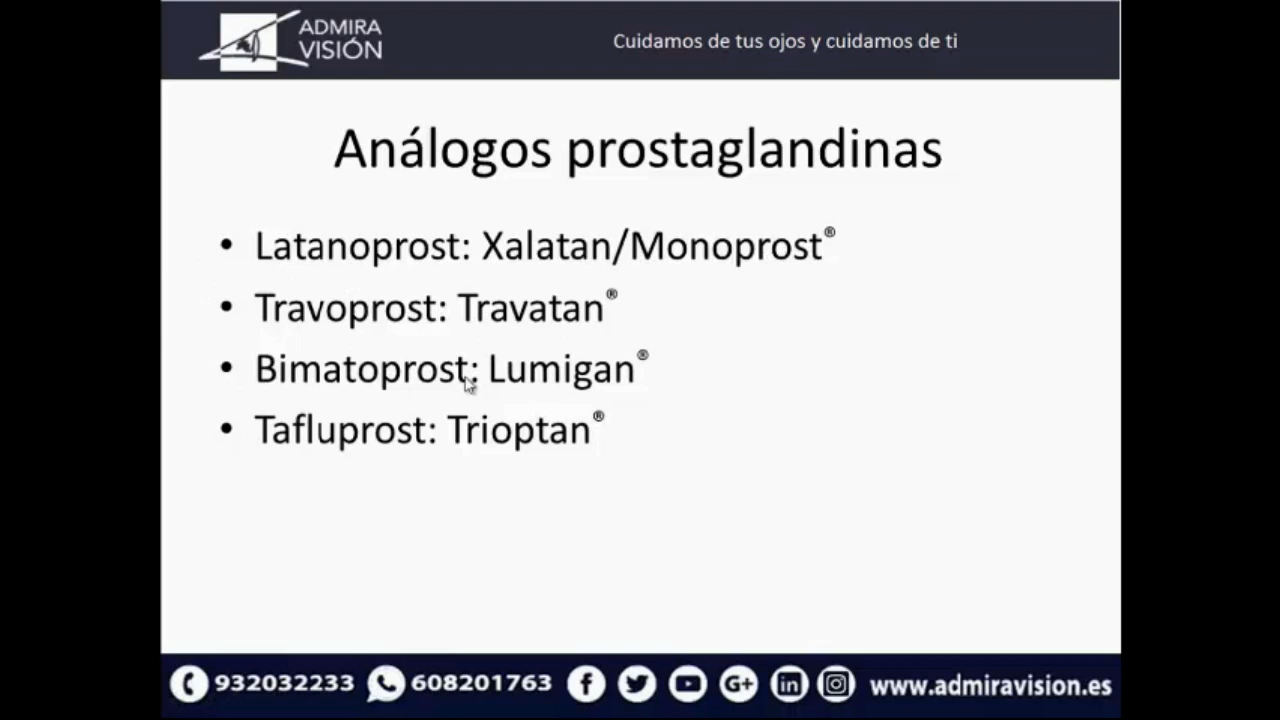 ADMIRA
VISIÓN
Cuidamos de tus ojos y cuidamos de ti
Análogos prostaglandinas
• Latanoprost: Xalatan/Monoprost®
• Travoprost: Travatan®
• Bimatoprost: Lumigan®
• Tafluprost: Trioptan®
932032233 608201763 www.admiravision.es